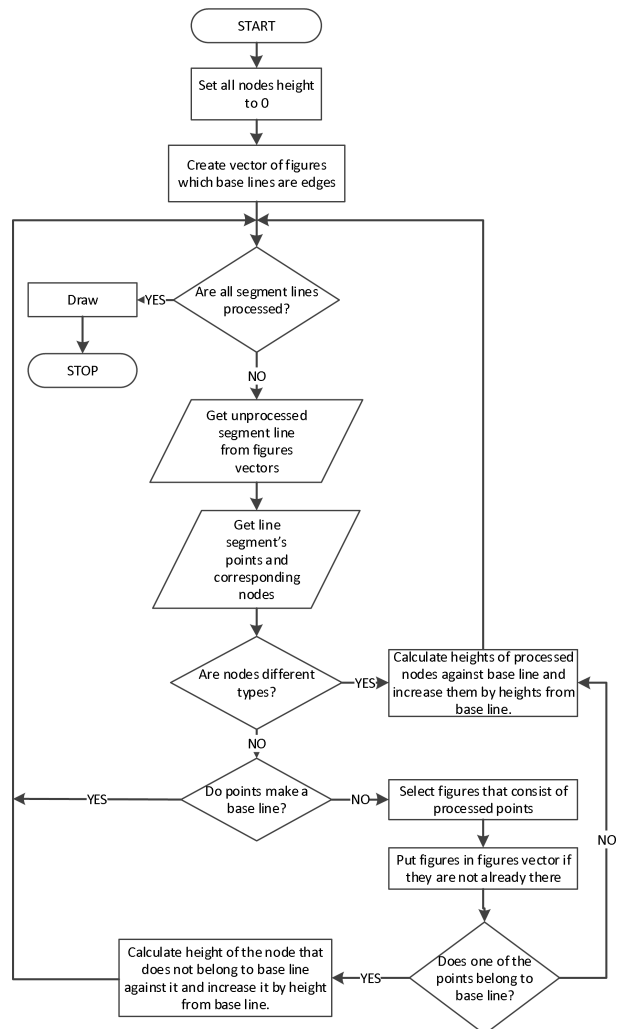 START
Set all nodes height
to 0
Create vector of figures
which base lines are edges
Are all segment lines
processed?
YES
Draw
STOP
NO
Get unprocessed
segment line
from figures
vectors
Get line
segment's
points and
corresponding
nodes
Are nodes different
types?
YES
Calculate heights of processed
nodes against base line and
increase them by heights from
base line.
NO
Do points make a
base line?
YES
NO
Select figures that consist of
processed points
Put figures in figures vector if
they are not already there
NO
Does one of the
points belong to
base line?
YES
Calculate height of the node that
does not belong to base line
against it and increase it by height
from base line.